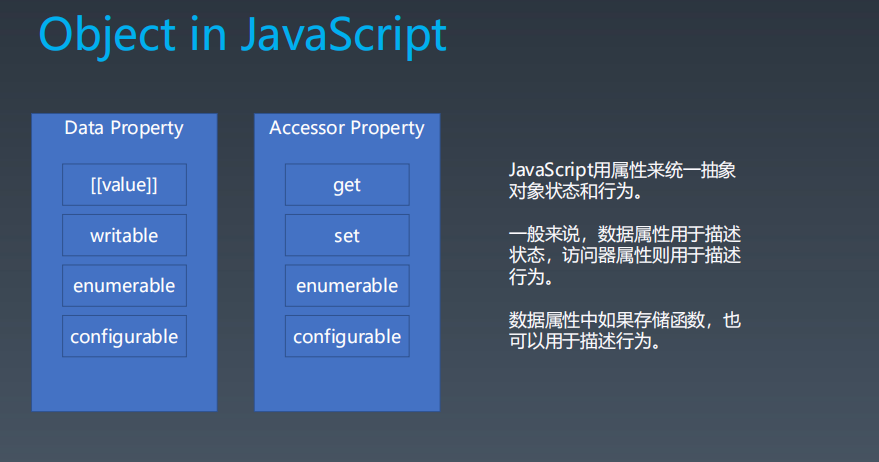 Object in JavaScript
Data Property
[[value]]
writable
enumerable
configurable
Accessor Property
get
set
enumerable
configurable
JavaScript用属性来统一抽象
对象状态和行为。
一般来说，数据属性用于描述
状态，访问器属性则用于描述
行为。
数据属性中如果存储函数，也
可以用于描述行为。